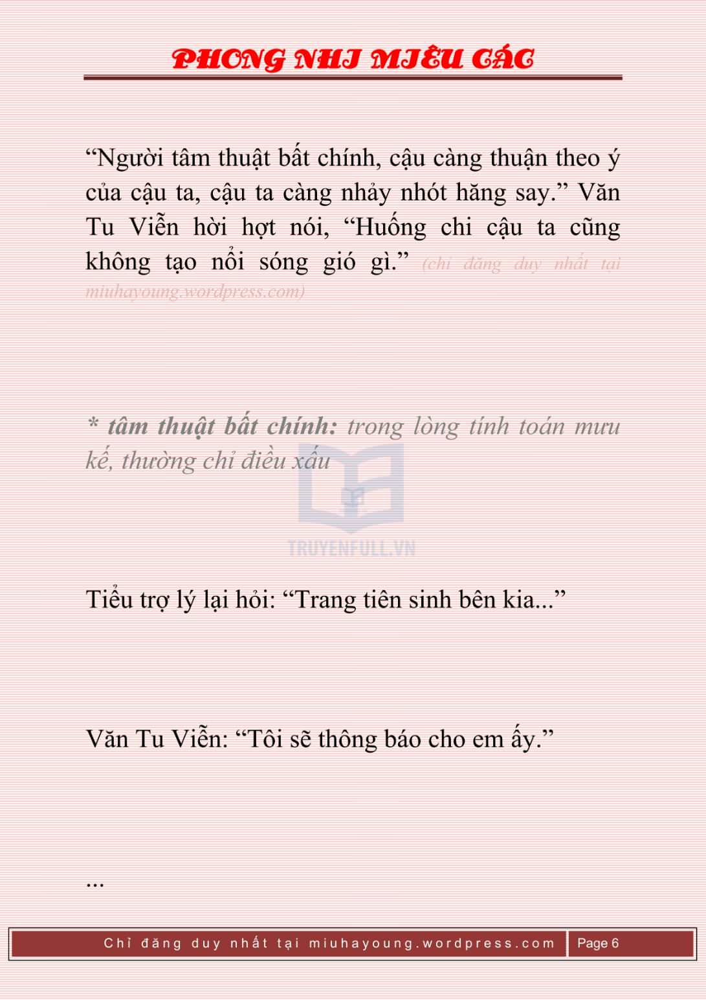 PHONG NHI MIÊU CÁC
“Người tâm thuật bất chính, cậu càng thuận theo ý
của cậu ta, cậu ta càng nhảy nhót hăng say.” Văn
Tu Viễn hời hợt nói, “Huống chi cậu ta cũng
không tạo nổi sóng gió gì.” (chỉ đăng duy nhất tại
miuhayoung.wordpress.com)
* tâm thuật bất chính: trong lòng tính toán mưu
kế, thường chỉ điều xấu
TRUYENFULL.VN
Tiểu trợ lý lại hỏi: “Trang tiên sinh bên kia...”
Văn Tu Viễn: “Tôi sẽ thông báo cho em ấy.”
...
Chỉ đăng duy nhất tại miuhayoung.wordpress.com Page 6